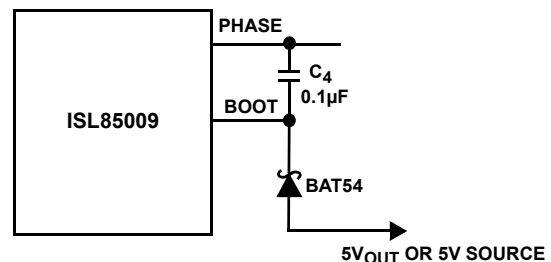 PHASE
C4
0.1µF
BOOT
ISL85009
BAT54
5VOUT OR 5V SOURCE